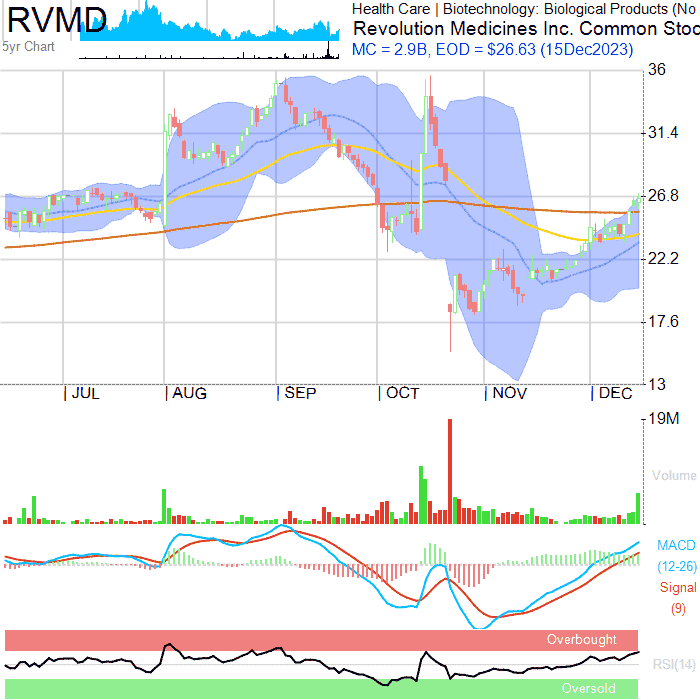 RVMD
5yr Chart
Health Care | Biotechnology: Biological Products (No
Revolution Medicines Inc. Common Stoc
MC = 2.9B, EOD = $26.63 (15Dec2023)
36
31.4
26.8
22.2
17.6
13
JUL
AUG
SEP
OCT
NOV
DEC
19M
Volume
MACD
(12-26)
Signal
(9)
Overbought
RSI(14)
Oversold